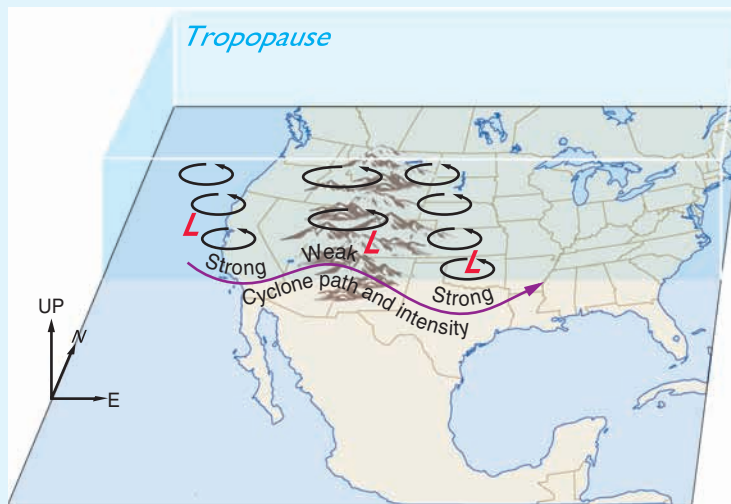 Tropopause
L
L
L
Strong
Weak
Strong
Cyclone path and intensity
UP
N
E